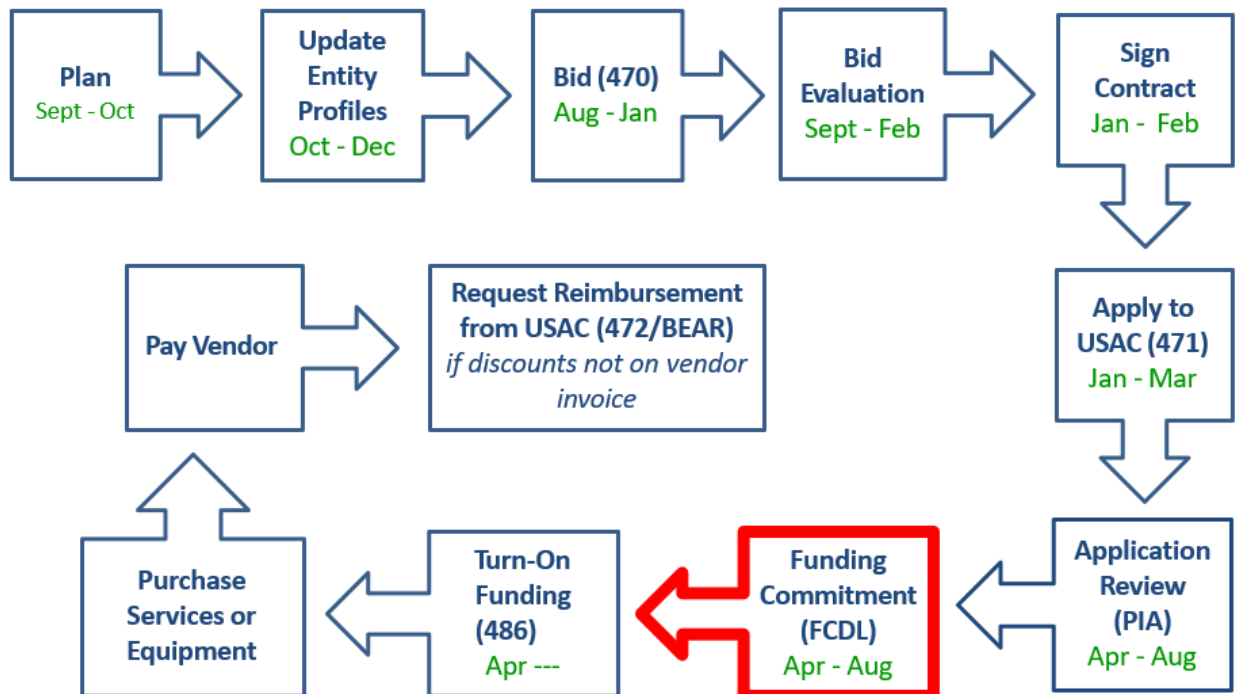 Plan
Sept - Oct
Update
Entity
Profiles
Oct - Dec
Bid (470)
Aug - Jan
Bid
Evaluation
Sept - Feb
Sign
Contract
Jan - Feb
Apply to
USAC (471)
Jan - Mar
Application
Review
(PIA)
Apr - Aug
Funding
Commitment
(FCDL)
Apr - Aug
Turn-On
Funding
(486)
Apr ---
Purchase
Services or
Equipment
Pay Vendor
Request Reimbursement
from USAC (472/BEAR)
if discounts not on vendor
invoice